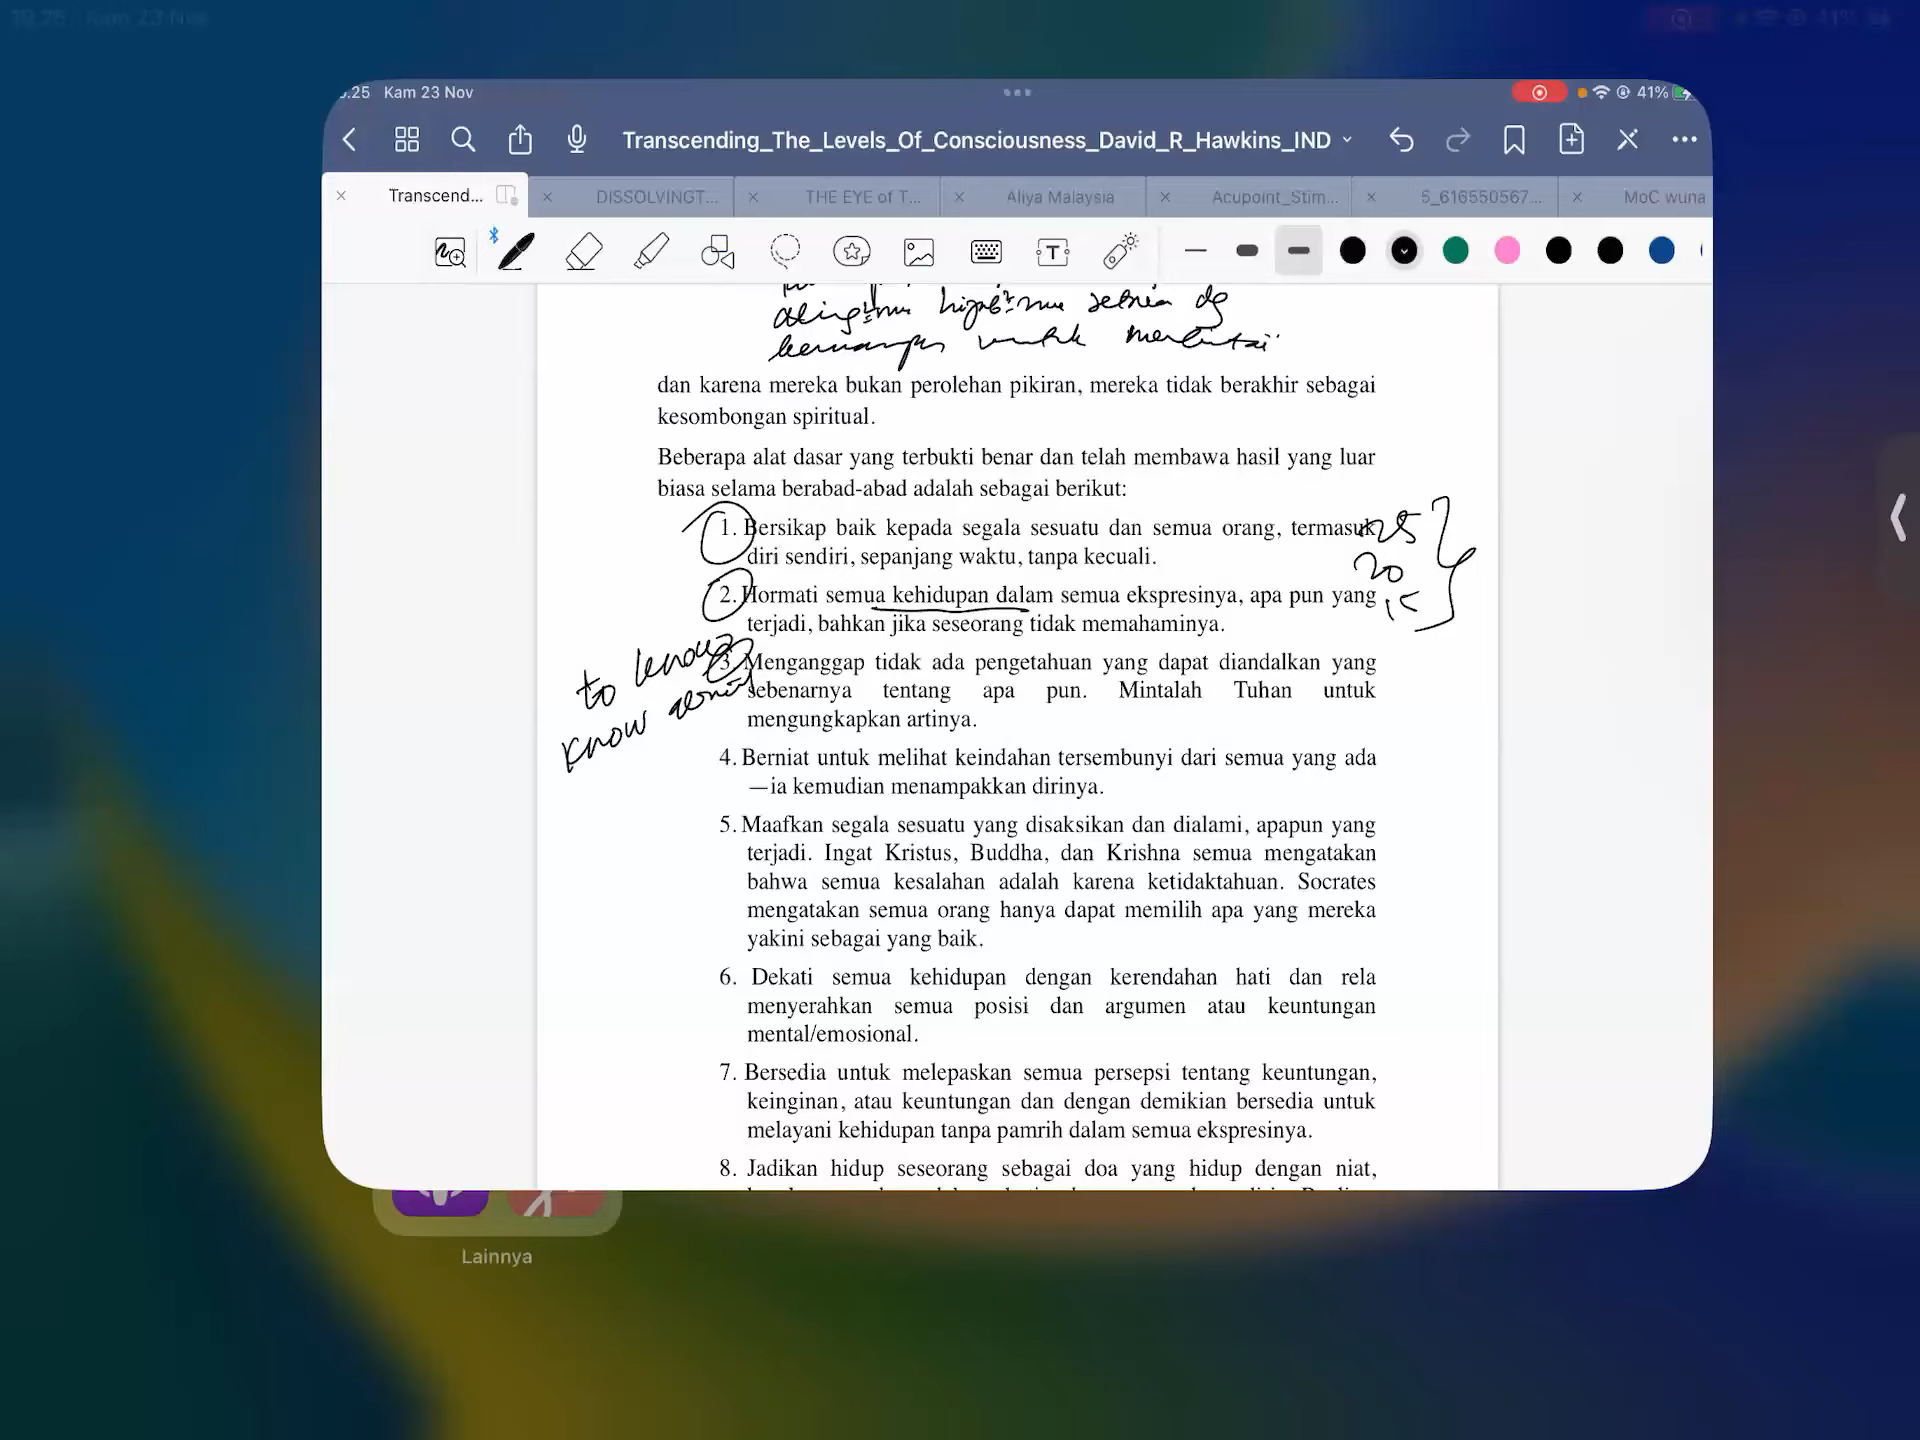 19.25 Kam 23 Nov
41%
.25 Kam 23 Nov
41%
Transcending_The_Levels_Of_Consciousness_David_R_Hawkins_IND
Transcend...
DISSOLVINGT...
THE EYE of T...
Aliya Malaysia
Acupoint_Stim...
5_616550567...
MoC wuna
T
untuk
dan karena mereka bukan perolehan pikiran, mereka tidak berakhir sebagai
kesombongan spiritual.
Beberapa alat dasar yang terbukti benar dan telah membawa hasil yang luar
biasa selama berabad-abad adalah sebagai berikut:
1. Bersikap baik kepada segala sesuatu dan semua orang, termasuk
diri sendiri, sepanjang waktu, tanpa kecuali.
25
20
15
2. Hormati semua kehidupan dalam semua ekspresinya, apa pun yang
terjadi, bahkan jika seseorang tidak memahaminya.
to know
know
3. Menganggap tidak ada pengetahuan yang dapat diandalkan yang
sebenarnya tentang apa pun. Mintalah Tuhan untuk
mengungkapkan artinya.
4. Berniat untuk melihat keindahan tersembunyi dari semua yang ada
—ia kemudian menampakkan dirinya.
5. Maafkan segala sesuatu yang disaksikan dan dialami, apapun yang
terjadi. Ingat Kristus, Buddha, dan Krishna semua mengatakan
bahwa semua kesalahan adalah karena ketidaktahuan. Socrates
mengatakan semua orang hanya dapat memilih apa yang mereka
yakini sebagai yang baik.
6. Dekati semua kehidupan dengan kerendahan hati dan rela
menyerahkan semua posisi dan argumen atau keuntungan
mental/emosional.
7. Bersedia untuk melepaskan semua persepsi tentang keuntungan,
keinginan, atau keuntungan dan dengan demikian bersedia untuk
melayani kehidupan tanpa pamrih dalam semua ekspresinya.
8. Jadikan hidup seseorang sebagai doa yang hidup dengan niat,
Lainnya